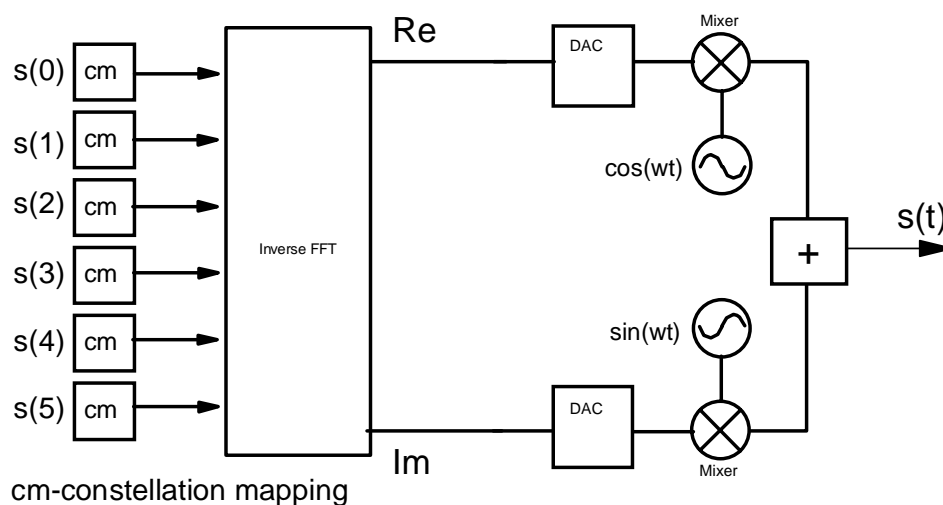 s(0)
cm
s(1)
cm
s(2)
cm
s(3)
cm
s(4)
cm
s(5)
cm
Inverse FFT
Re
Im
DAC
Mixer
cos(wt)
sin(wt)
DAC
Mixer
+
s(t)
cm-constellation mapping